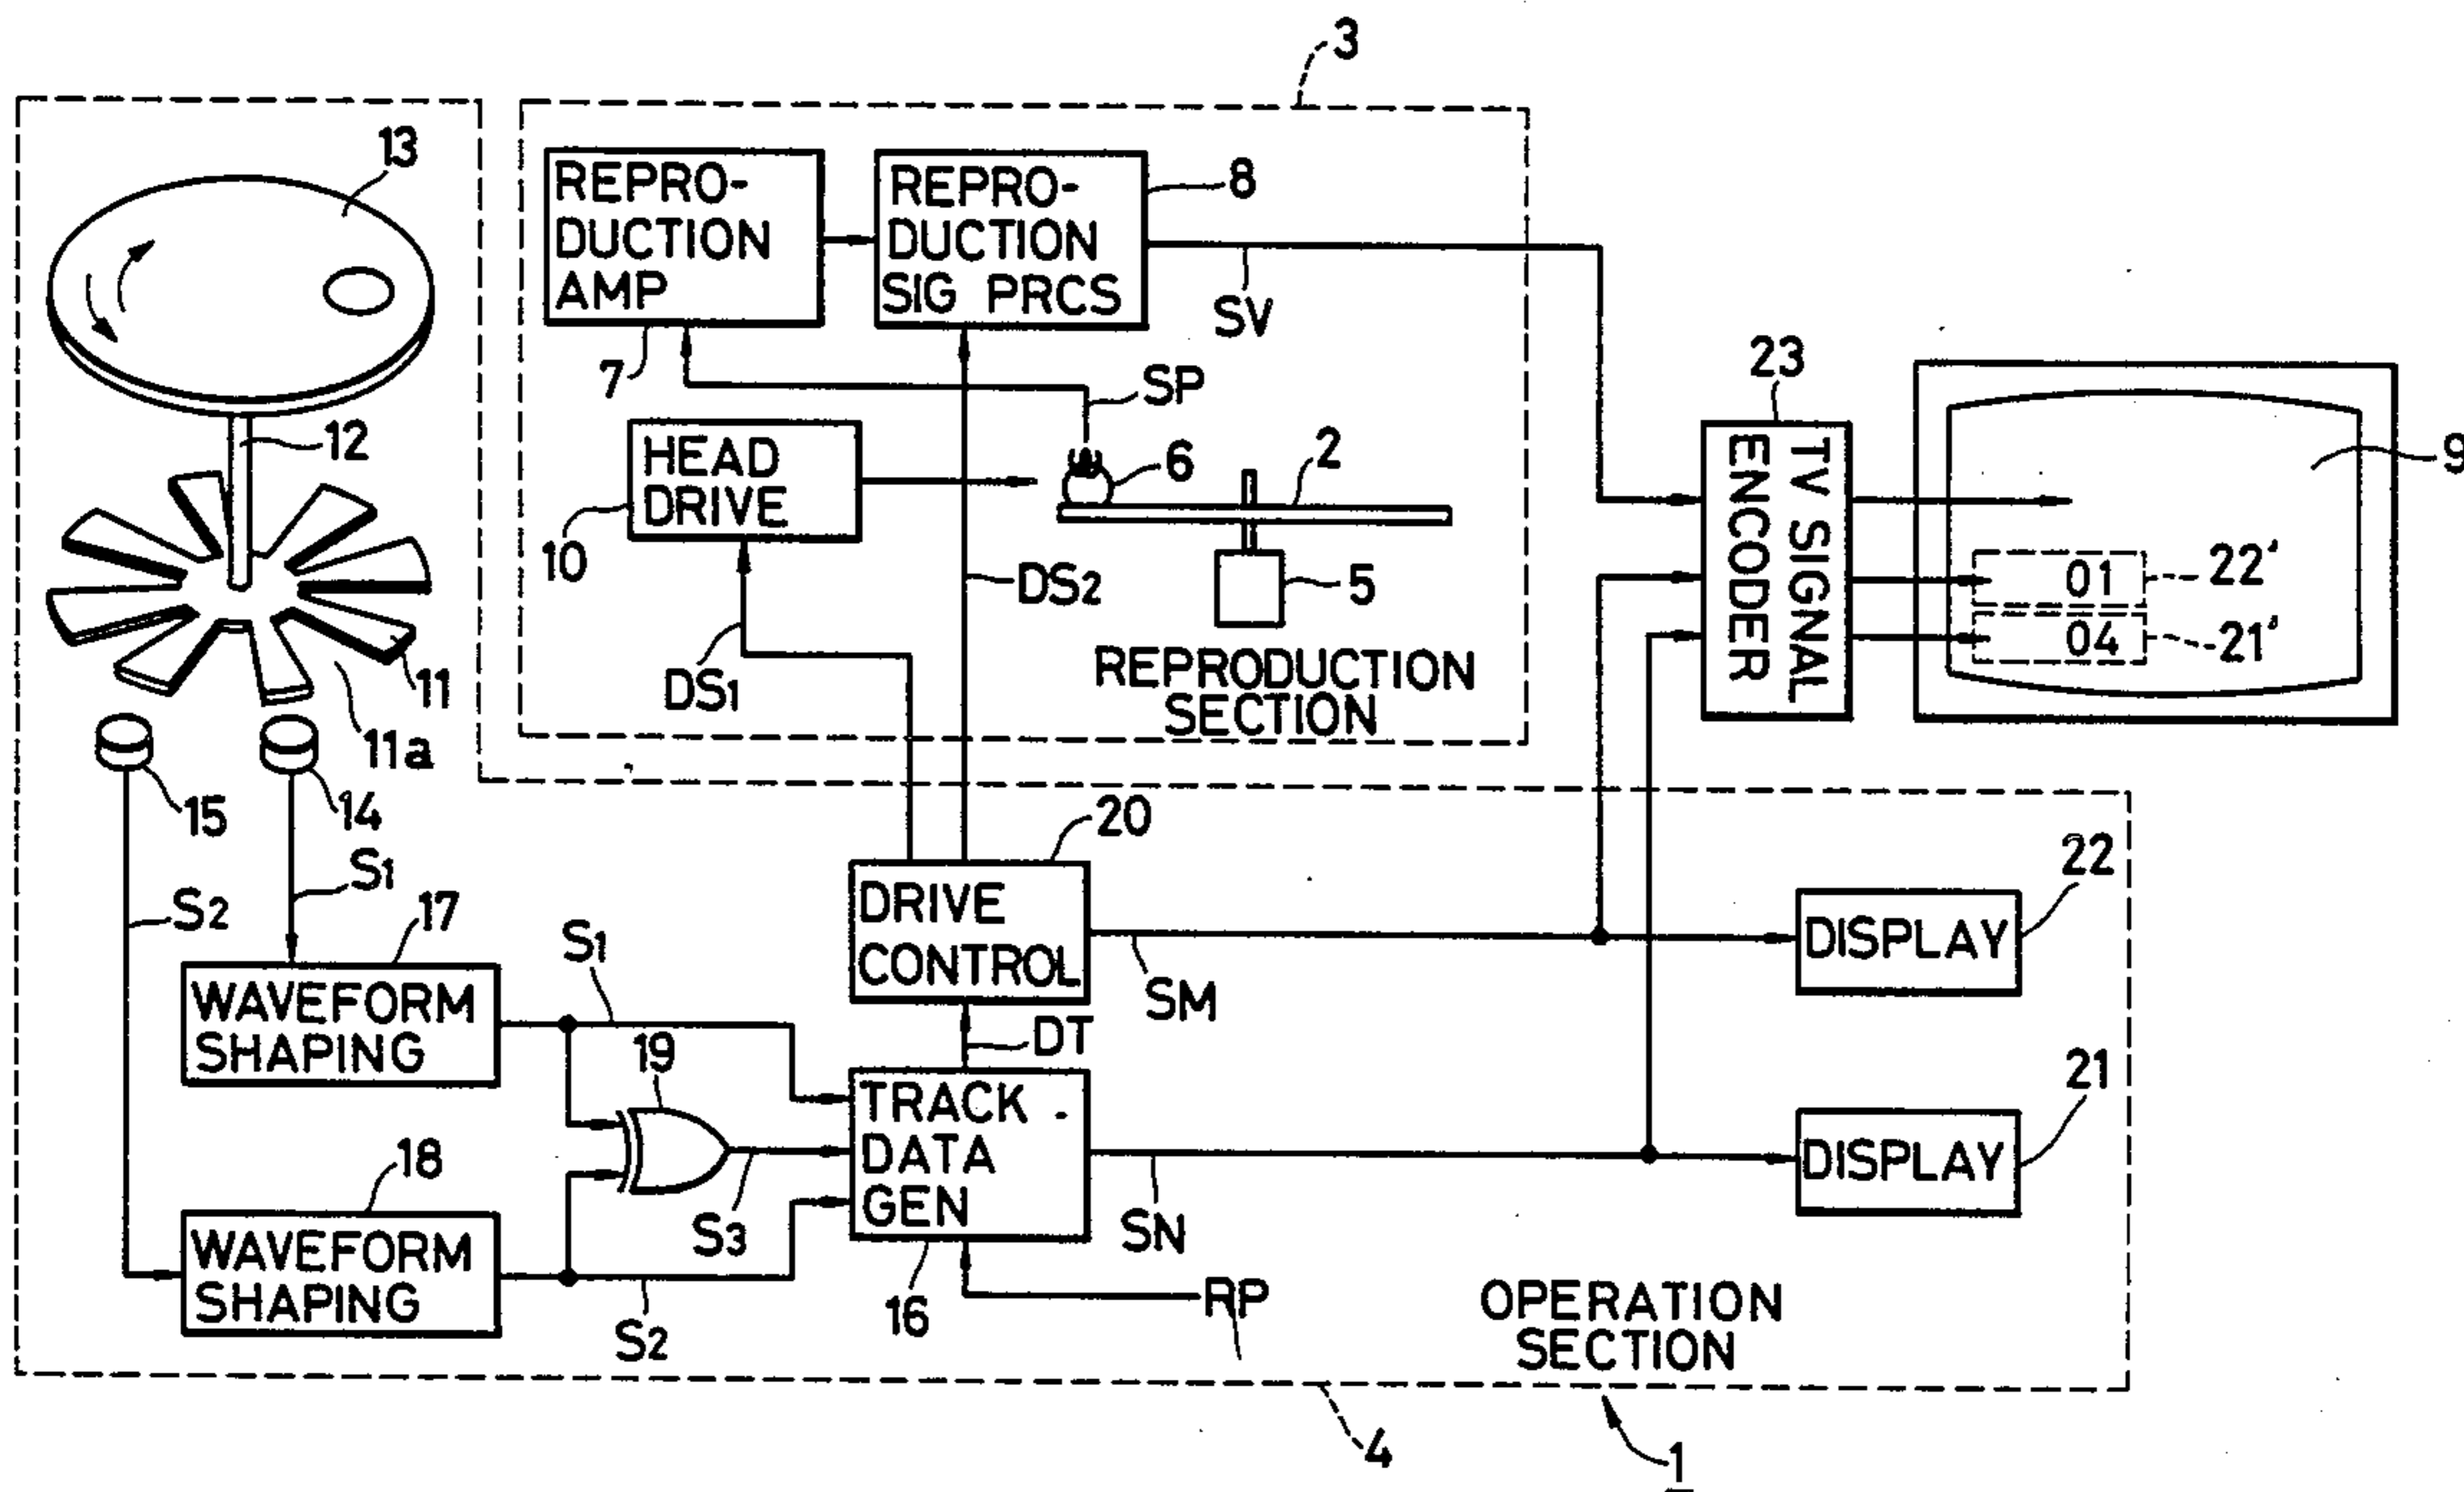 3
13
REPRO-
DUCTION
AMP
REPRO-
DUCTION
SIG PRCS
8
SV
7
SP
23
12
HEAD
DRIVE
6
2
TV SIGNAL
ENCODER
9
10
DS2
5
01
22'
04
21'
11
DS1
REPRODUCTION
SECTION
11a
15
14
20
S1
S2
17
22
DRIVE
CONTROL
DISPLAY
S1
SM
WAVEFORM
SHAPING
DT
19
21
TRACK
DATA
GEN
DISPLAY
18
S3
SN
WAVEFORM
SHAPING
S2
16
RP
OPERATION
SECTION
4
1